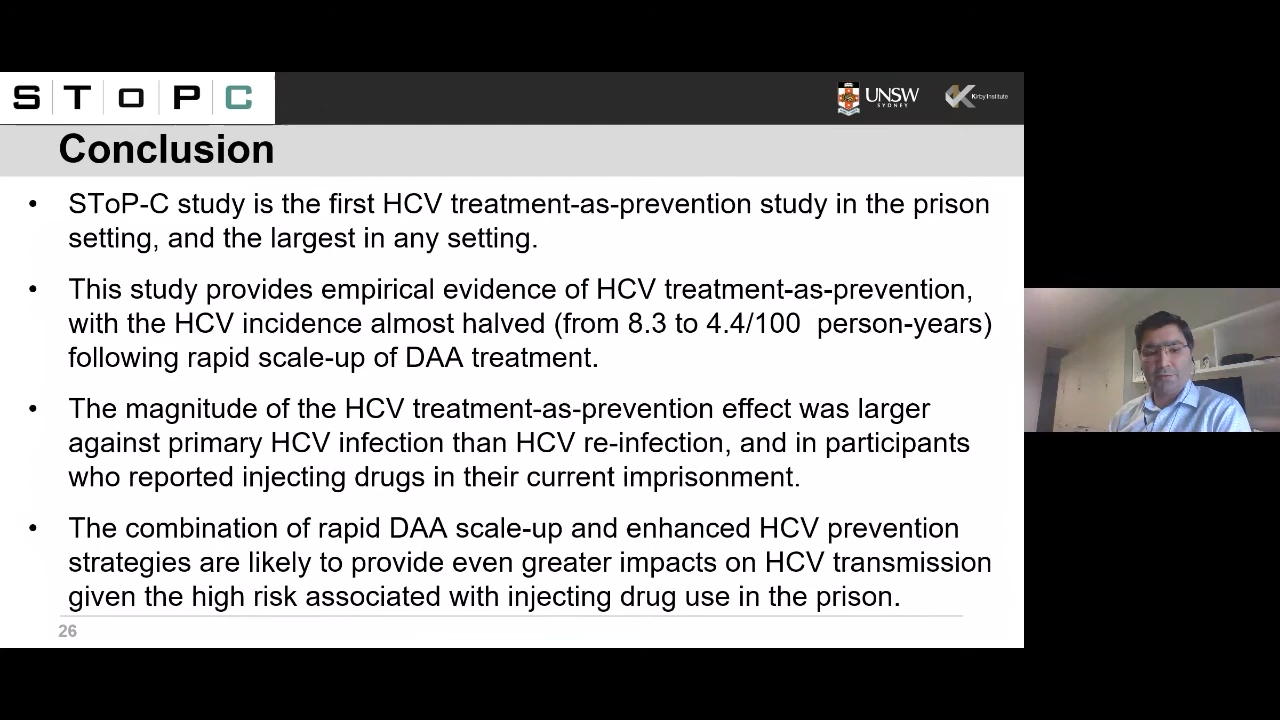 S T o P C
UNSW
SYDNEY
Kirby Institute
Conclusion
• SToP-C study is the first HCV treatment-as-prevention study in the prison
setting, and the largest in any setting.
• This study provides empirical evidence of HCV treatment-as-prevention,
with the HCV incidence almost halved (from 8.3 to 4.4/100  person-years)
following rapid scale-up of DAA treatment.
• The magnitude of the HCV treatment-as-prevention effect was larger
against primary HCV infection than HCV re-infection, and in participants
who reported injecting drugs in their current imprisonment.
• The combination of rapid DAA scale-up and enhanced HCV prevention
strategies are likely to provide even greater impacts on HCV transmission
given the high risk associated with injecting drug use in the prison.
26